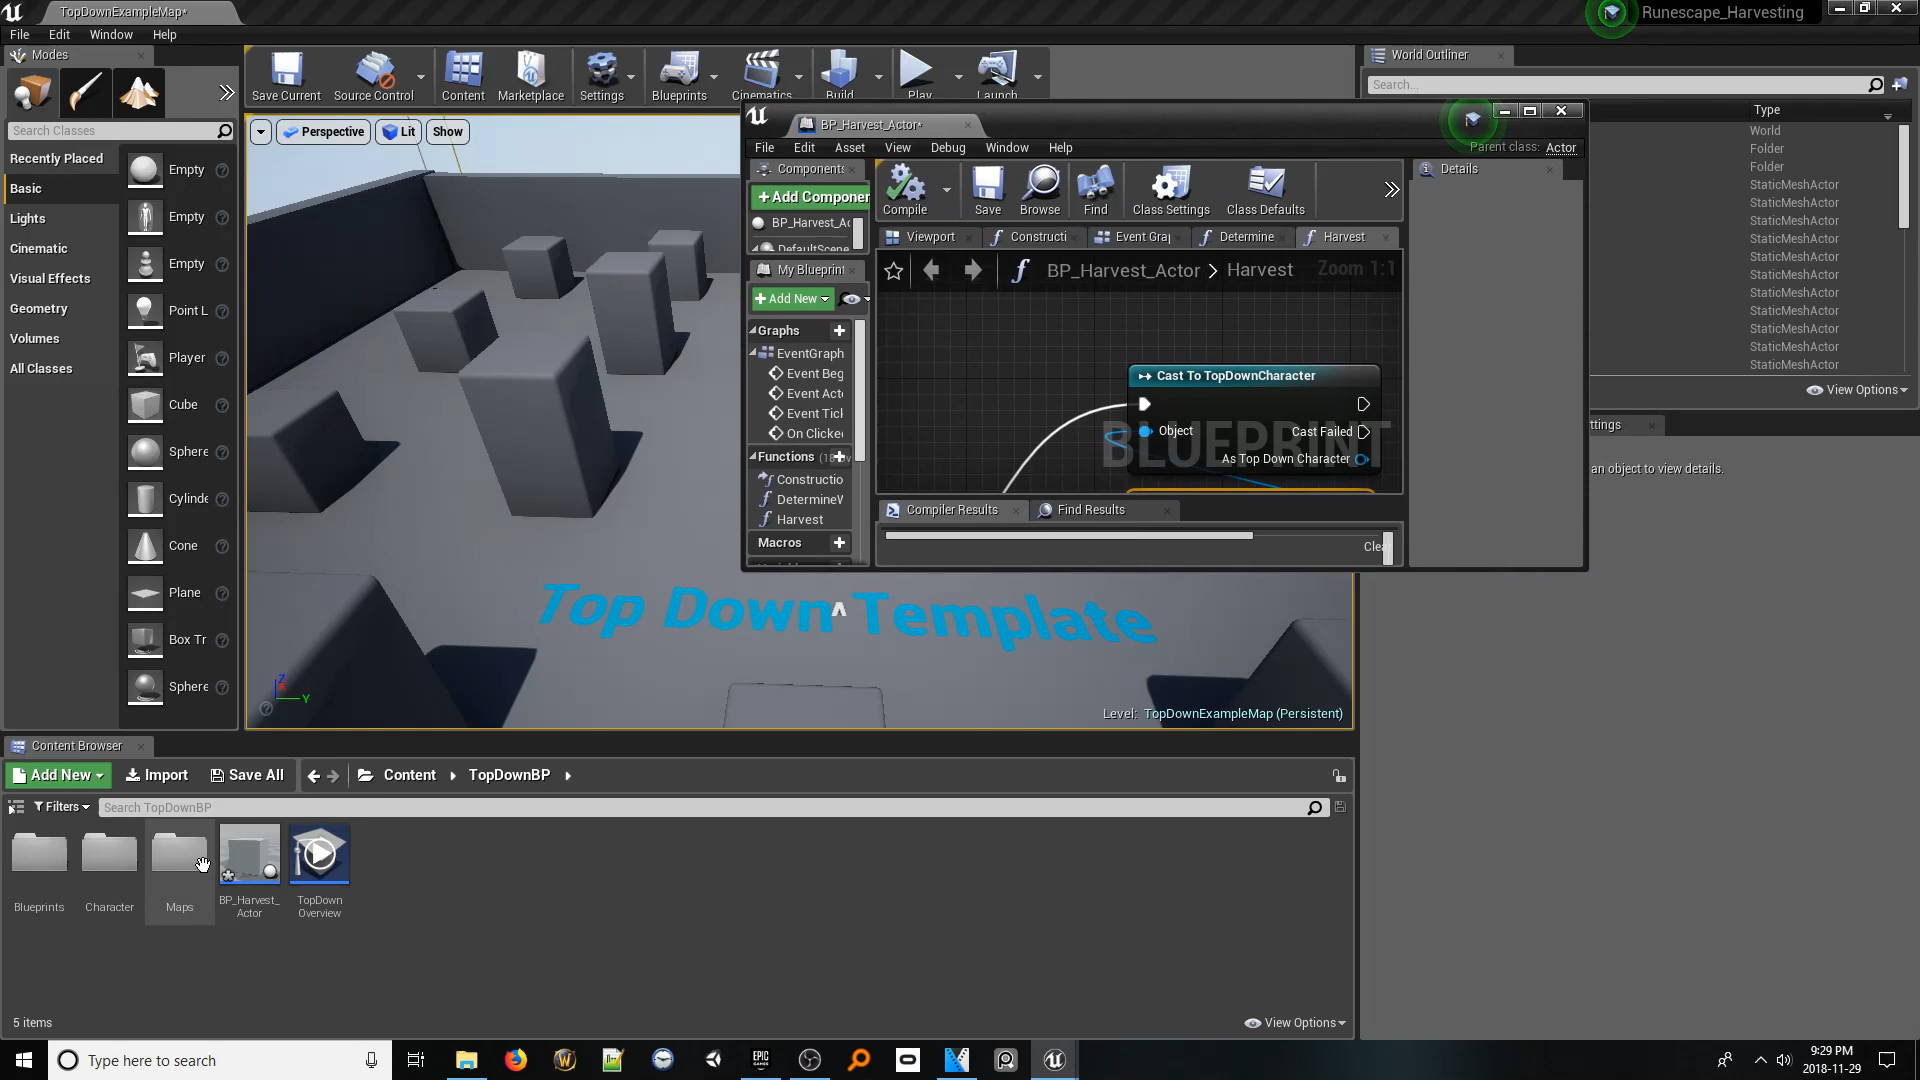 TopDownExampleMap*
Runescape_Harvesting
File Edit Window Help
Modes
World Outliner
Save Current
Source Control
Content
Marketplace
Settings
Blueprints
Cinematics
Build
Play
Launch
Search...
Search Classes
Type
Recently Placed
Basic
Lights
Cinematic
Visual Effects
Geometry
Volumes
All Classes
Empty
Empty
Empty
Point L
Player
Cube
Sphere
Cylinde
Cone
Plane
Box Tr
Sphere
Perspective
Lit
Show
BP_Harvest_Actor*
File Edit Asset View Debug Window Help
Parent class: Actor
Components
+Add Componen
BP_Harvest_Ac
DefaultScene
My Blueprint
+Add New
Graphs
EventGraph
Event Beg
Event Acto
Event Tick
On Clicke
Functions
Constructio
DetermineW
Harvest
Macros
Compile
Save
Browse
Find
Class Settings
Class Defaults
Details
Viewport
Constructi
Event Gra
Determine
Harvest
BP_Harvest_Actor > Harvest
Zoom 1:1
Cast To TopDownCharacter
Object
Cast Failed
As Top Down Character
BLUEPRINT
Compiler Results
Find Results
Clea
World
Folder
Folder
StaticMeshActor
StaticMeshActor
StaticMeshActor
StaticMeshActor
StaticMeshActor
StaticMeshActor
StaticMeshActor
StaticMeshActor
StaticMeshActor
StaticMeshActor
StaticMeshActor
View Options
ttings
an object to view details.
Top Down Template
Z
Y
Level: TopDownExampleMap (Persistent)
Content Browser
Add New
Import
Save All
Content
TopDownBP
Filters
Search TopDownBP
Blueprints
Character
Maps
BP_Harvest_
Actor
TopDown
Overview
5 items
View Options
Type here to search
EPIC
GAMES
9:29 PM
2018-11-29